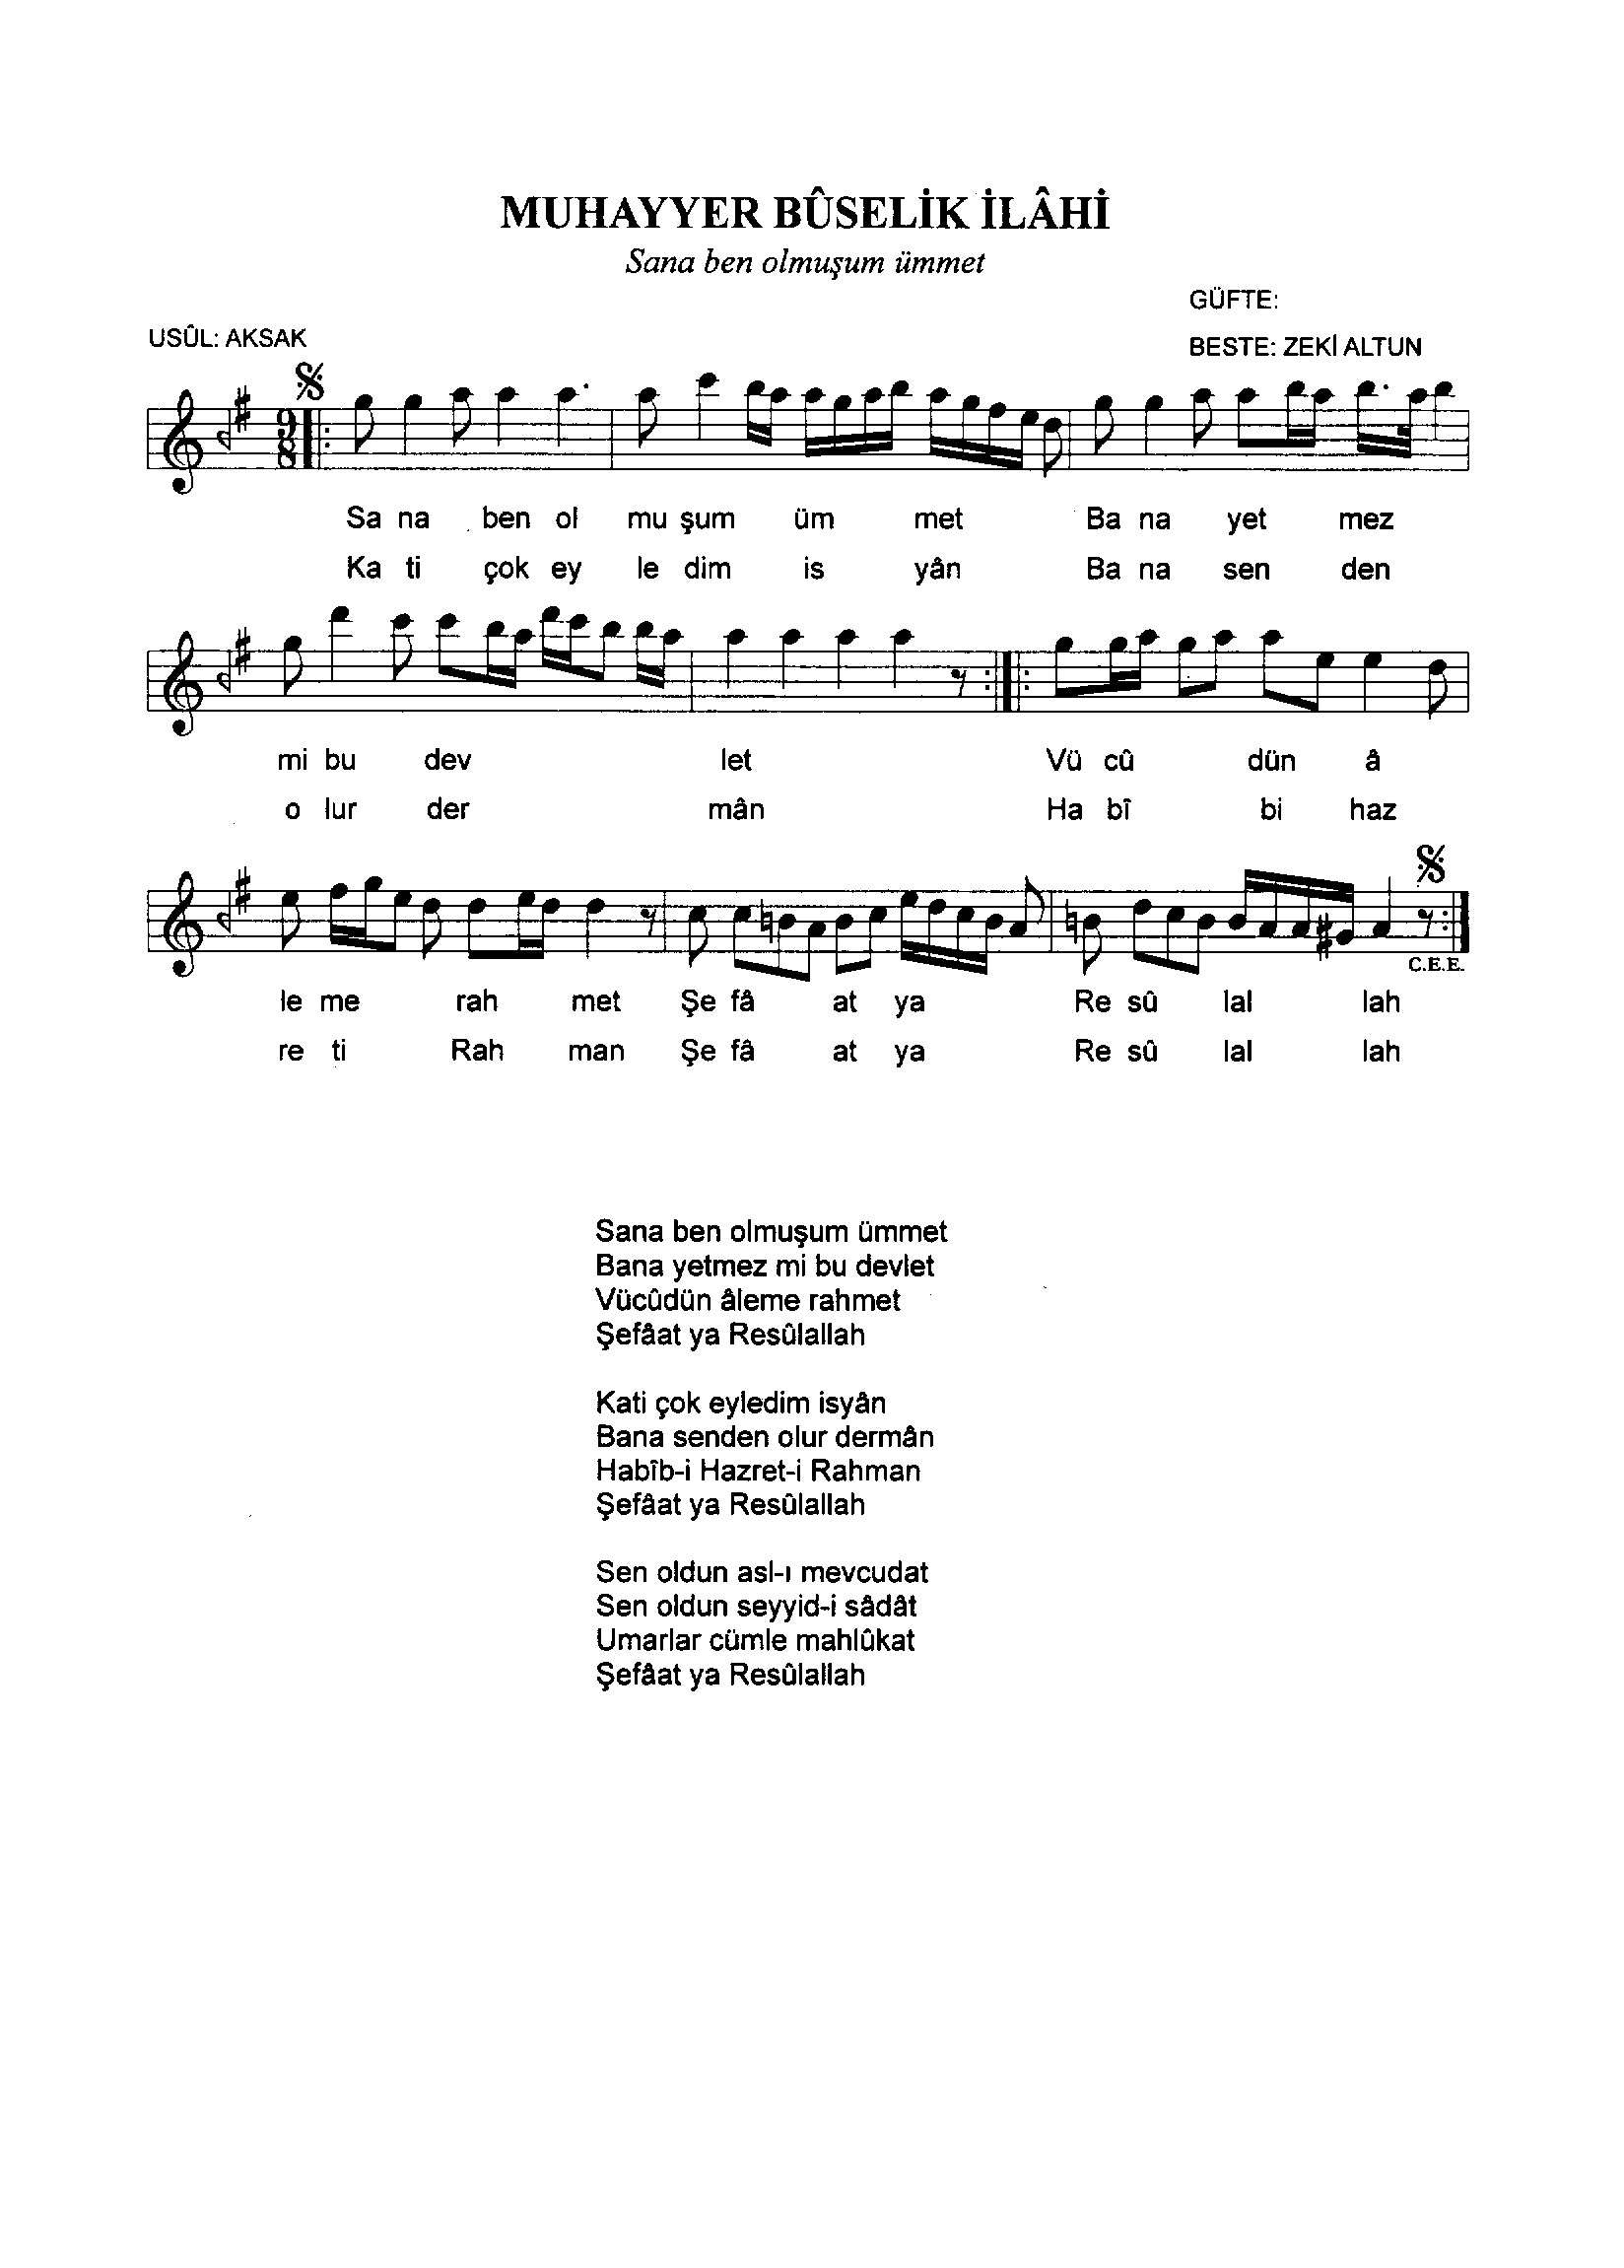 MUHAYYER BÛSELİK İLÂHİ
Sana ben olmuşum ümmet
GÜFTE:
USÛL: AKSAK
BESTE: ZEKİ ALTUN
9
8
Sa na ben ol mu şum üm met Ba na yet mez
Ka ti çok ey le dim is yân Ba na sen den
mi bu dev let Vü cû dün â
o lur der mân Ha bî bi haz
C.E.E.
le me rah met Şe fâ at ya Re sû lal lah
re ti Rah man Şe fâ at ya Re sû lal lah
Sana ben olmuşum ümmet
Bana yetmez mi bu devlet
Vücûdün âleme rahmet
Şefâat ya Resûlallah
Kati çok eyledim isyân
Bana senden olur dermân
Habîb-i Hazret-i Rahman
Şefâat ya Resûlallah
Sen oldun asl-ı mevcudat
Sen oldun seyyid-i sâdât
Umarlar cümle mahlûkat
Şefâat ya Resûlallah